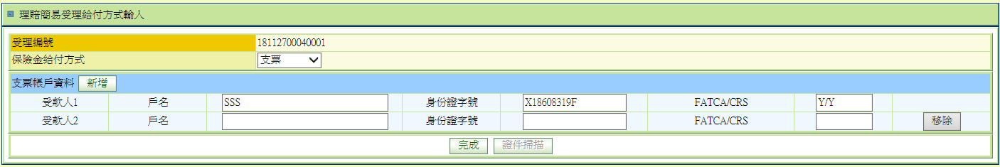 理賠簡易受理給付方式輸入
受理編號 18112700040001
保險金給付方式 支票
支票帳戶資料 新增
受款人1 戶名 SSS 身份證字號 X18608319F FATCA/CRS Y/Y
受款人2 戶名 身份證字號 FATCA/CRS 移除
完成 證件掃描